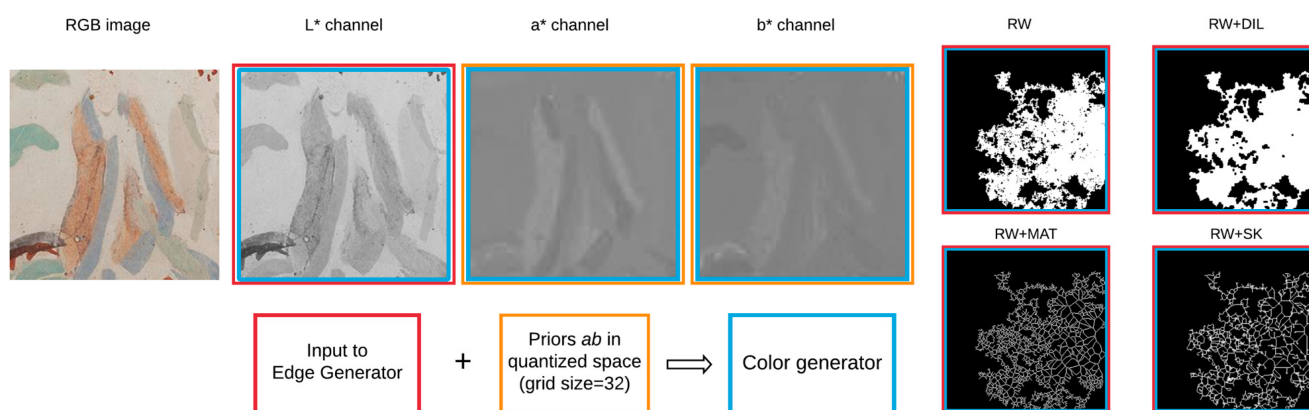 RGB image
L* channel
a* channel
b* channel
RW
RW+DIL
RW+MAT
RW+SK
Input to
Edge Generator
+
Priors ab in
quantized space
(grid size=32)
Color generator